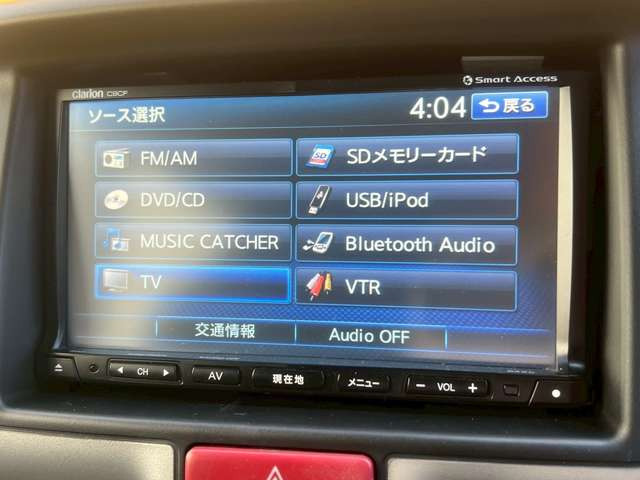 Clarion
Smart Access
ソース選択
4:04
戻る
FM/AM
SDメモリーカード
SD
DVD/CD
USB/iPod
MUSIC CATCHER
Bluetooth Audio
TV
VTR
交通情報
Audio OFF
CH
AV
現在地
メニュー
− VOL +